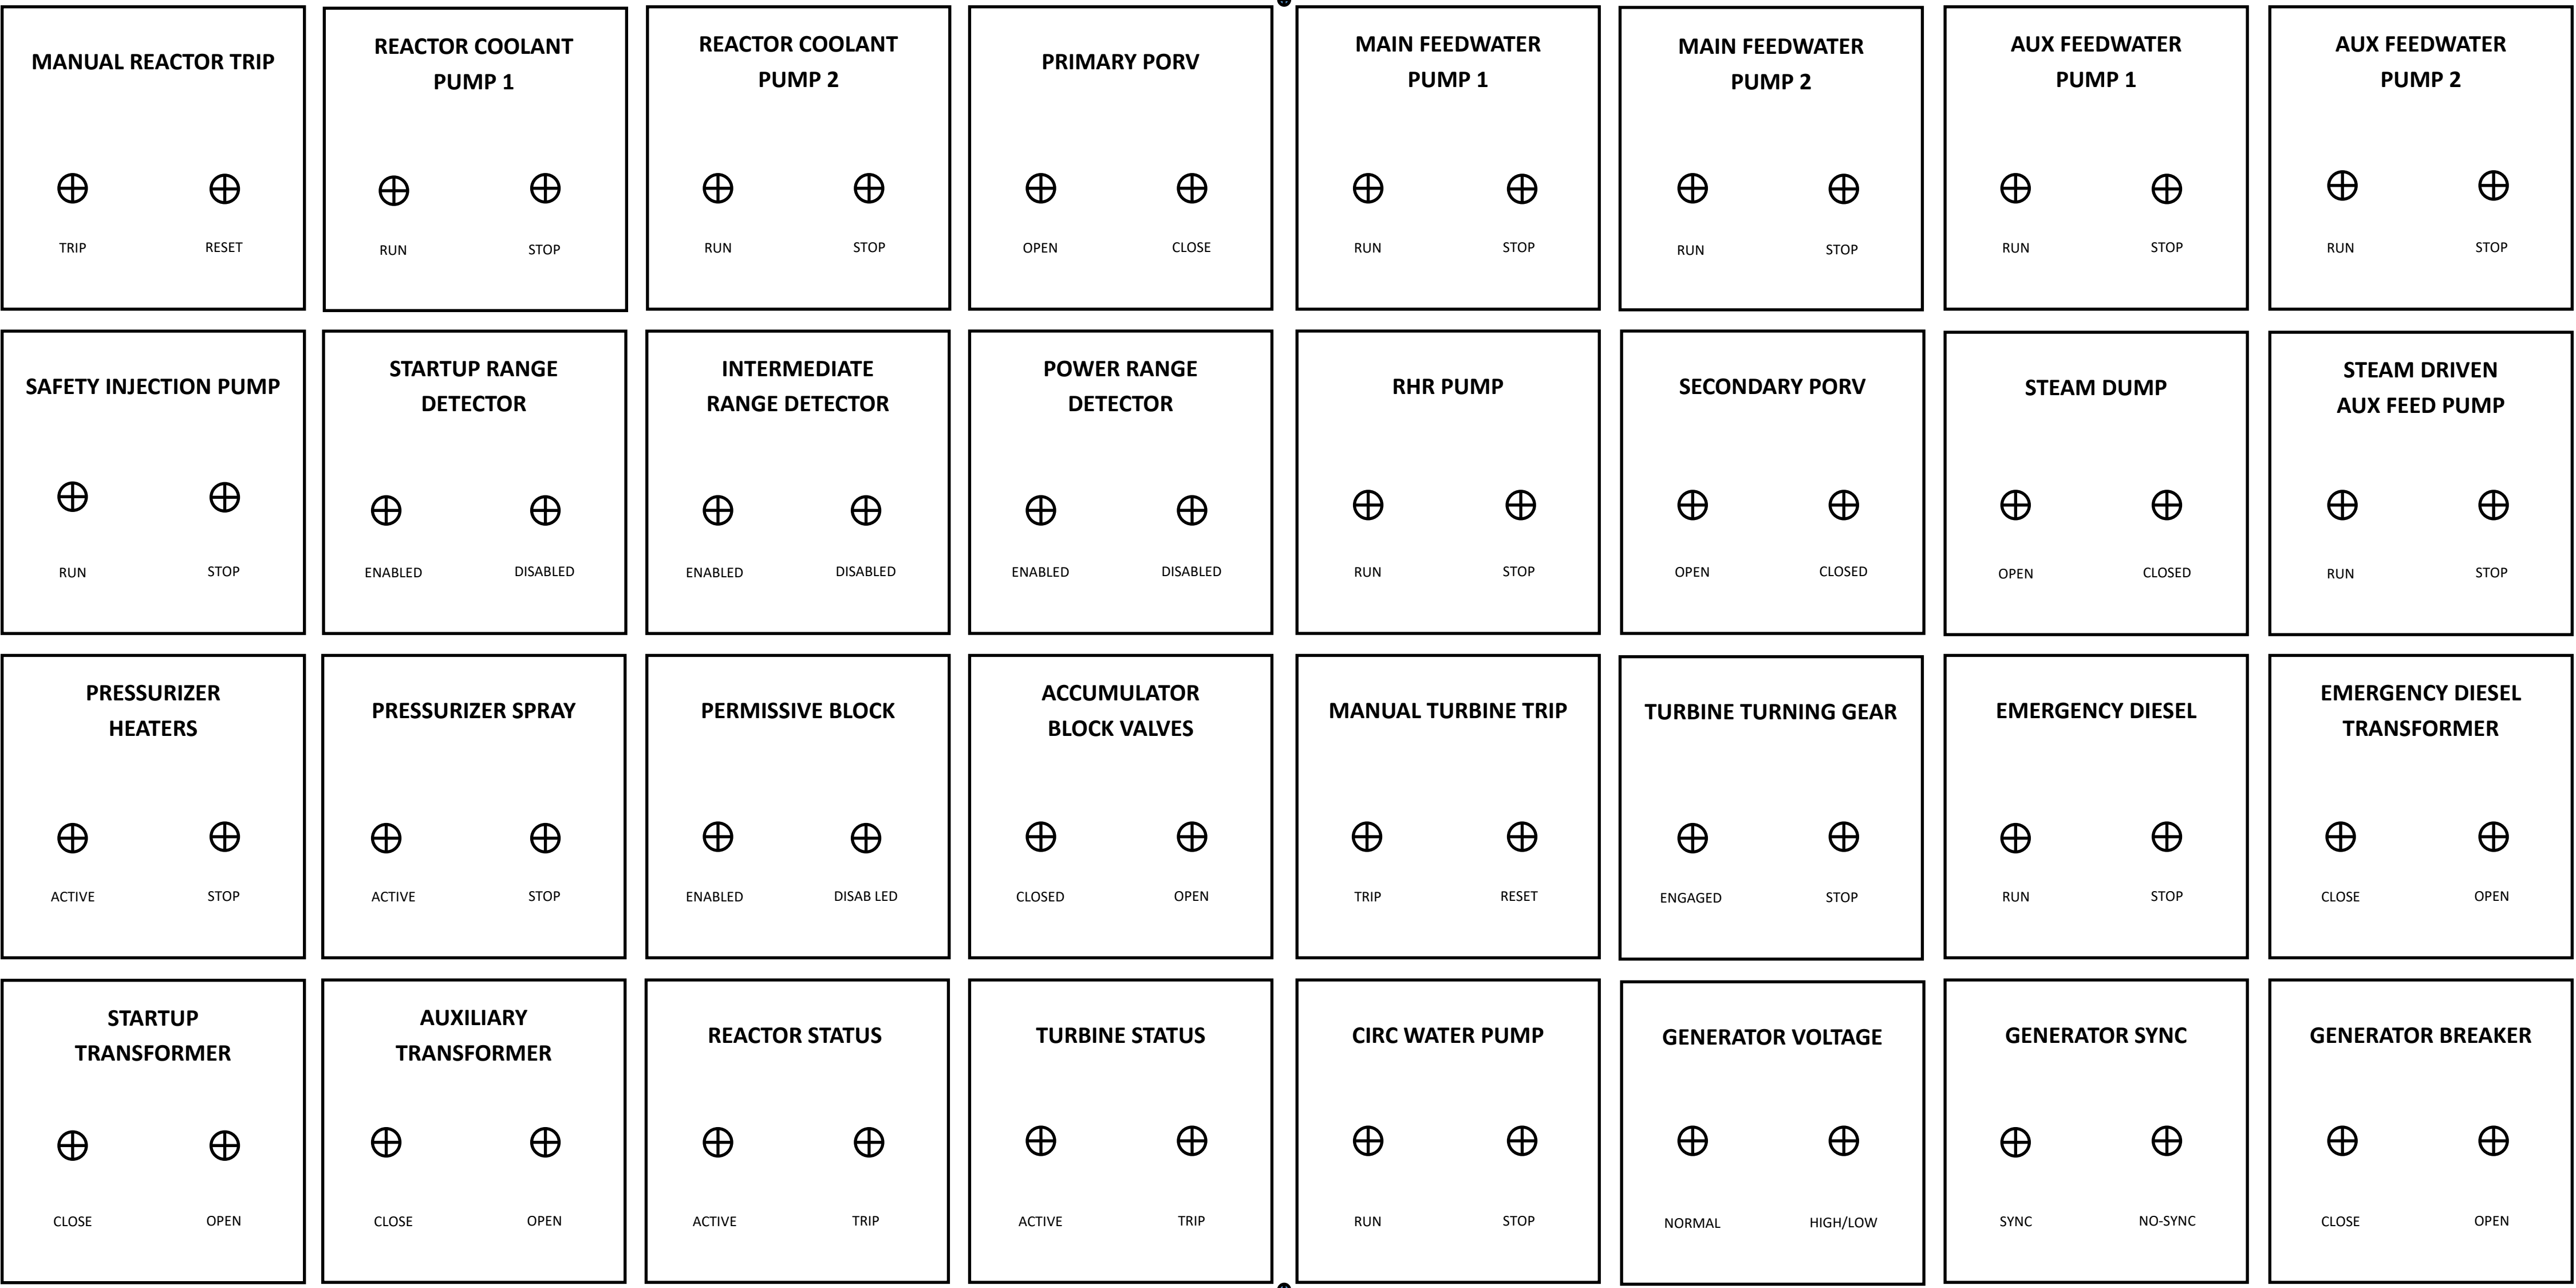 MANUAL REACTOR TRIP
TRIP RESET
REACTOR COOLANT
PUMP 1
RUN STOP
REACTOR COOLANT
PUMP 2
RUN STOP
PRIMARY PORV
OPEN CLOSE
MAIN FEEDWATER
PUMP 1
RUN STOP
MAIN FEEDWATER
PUMP 2
RUN STOP
AUX FEEDWATER
PUMP 1
RUN STOP
AUX FEEDWATER
PUMP 2
RUN STOP
SAFETY INJECTION PUMP
RUN STOP
STARTUP RANGE
DETECTOR
ENABLED DISABLED
INTERMEDIATE
RANGE DETECTOR
ENABLED DISABLED
POWER RANGE
DETECTOR
ENABLED DISABLED
RHR PUMP
RUN STOP
SECONDARY PORV
OPEN CLOSED
STEAM DUMP
OPEN CLOSED
STEAM DRIVEN
AUX FEED PUMP
RUN STOP
PRESSURIZER
HEATERS
ACTIVE STOP
PRESSURIZER SPRAY
ACTIVE STOP
PERMISSIVE BLOCK
ENABLED DISAB LED
ACCUMULATOR
BLOCK VALVES
CLOSED OPEN
MANUAL TURBINE TRIP
TRIP RESET
TURBINE TURNING GEAR
ENGAGED STOP
EMERGENCY DIESEL
RUN STOP
EMERGENCY DIESEL
TRANSFORMER
CLOSE OPEN
STARTUP
TRANSFORMER
CLOSE OPEN
AUXILIARY
TRANSFORMER
CLOSE OPEN
REACTOR STATUS
ACTIVE TRIP
TURBINE STATUS
ACTIVE TRIP
CIRC WATER PUMP
RUN STOP
GENERATOR VOLTAGE
NORMAL HIGH/LOW
GENERATOR SYNC
SYNC NO-SYNC
GENERATOR BREAKER
CLOSE OPEN